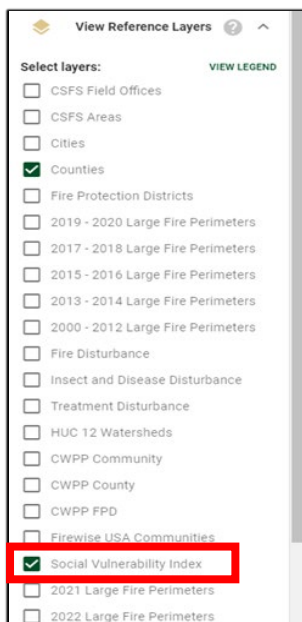 View Reference Layers ?
Select layers: VIEW LEGEND
CSFS Field Offices
CSFS Areas
Cities
Counties
Fire Protection Districts
2019 - 2020 Large Fire Perimeters
2017 - 2018 Large Fire Perimeters
2015 - 2016 Large Fire Perimeters
2013 - 2014 Large Fire Perimeters
2000 - 2012 Large Fire Perimeters
Fire Disturbance
Insect and Disease Disturbance
Treatment Disturbance
HUC 12 Watersheds
CWPP Community
CWPP County
CWPP FPD
Firewise USA Communities
Social Vulnerability Index
2021 Large Fire Perimeters
2022 Large Fire Perimeters